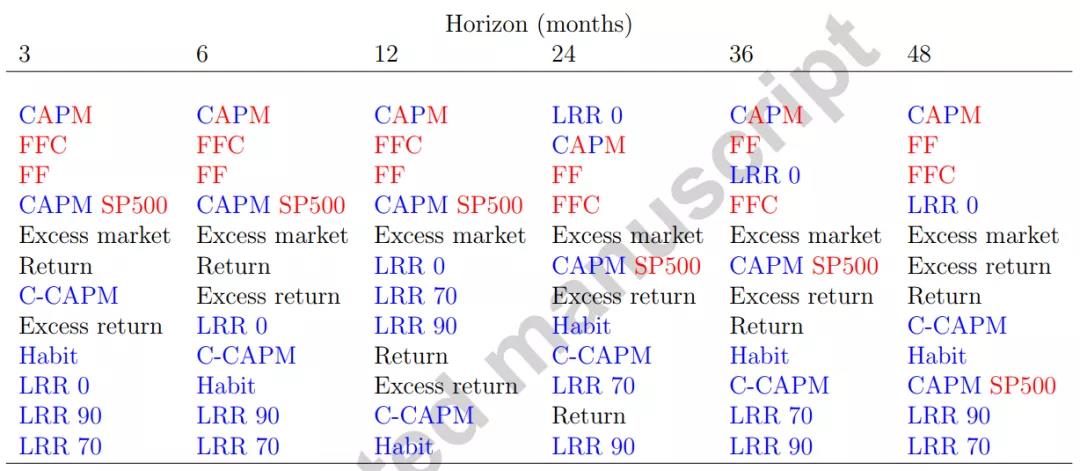 Horizon (months)
3 6 12 24 36 48
CAPM CAPM CAPM LRR 0 CAPM CAPM
FFC FFC FFC CAPM FF FF
FF FF FF FF LRR 0 FFC
CAPM SP500 CAPM SP500 CAPM SP500 FFC FFC LRR 0
Excess market Excess market Excess market Excess market Excess market Excess market
Return Return LRR 0 CAPM SP500 CAPM SP500 Excess return
C-CAPM Excess return LRR 70 Excess return Excess return Return
Excess return LRR 0 LRR 90 Habit Return C-CAPM
Habit C-CAPM Return C-CAPM Habit Habit
LRR 0 Habit Excess return LRR 70 C-CAPM CAPM SP500
LRR 90 LRR 90 C-CAPM Return LRR 70 LRR 90
LRR 70 LRR 70 Habit LRR 90 LRR 90 LRR 70
manuscript